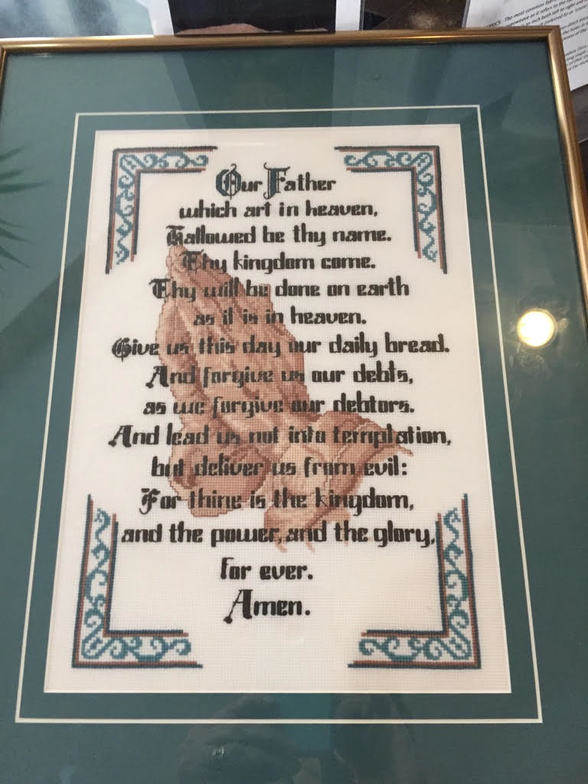 Our Father
which art in heaven,
Hallowed be thy name.
Thy kingdom come.
Thy will be done on earth
as it is in heaven.
Give us this day our daily bread.
And forgive us our debts,
as we forgive our debtors.
And lead us not into temptation,
but deliver us from evil:
For thine is the kingdom,
and the power, and the glory,
for ever.
Amen.